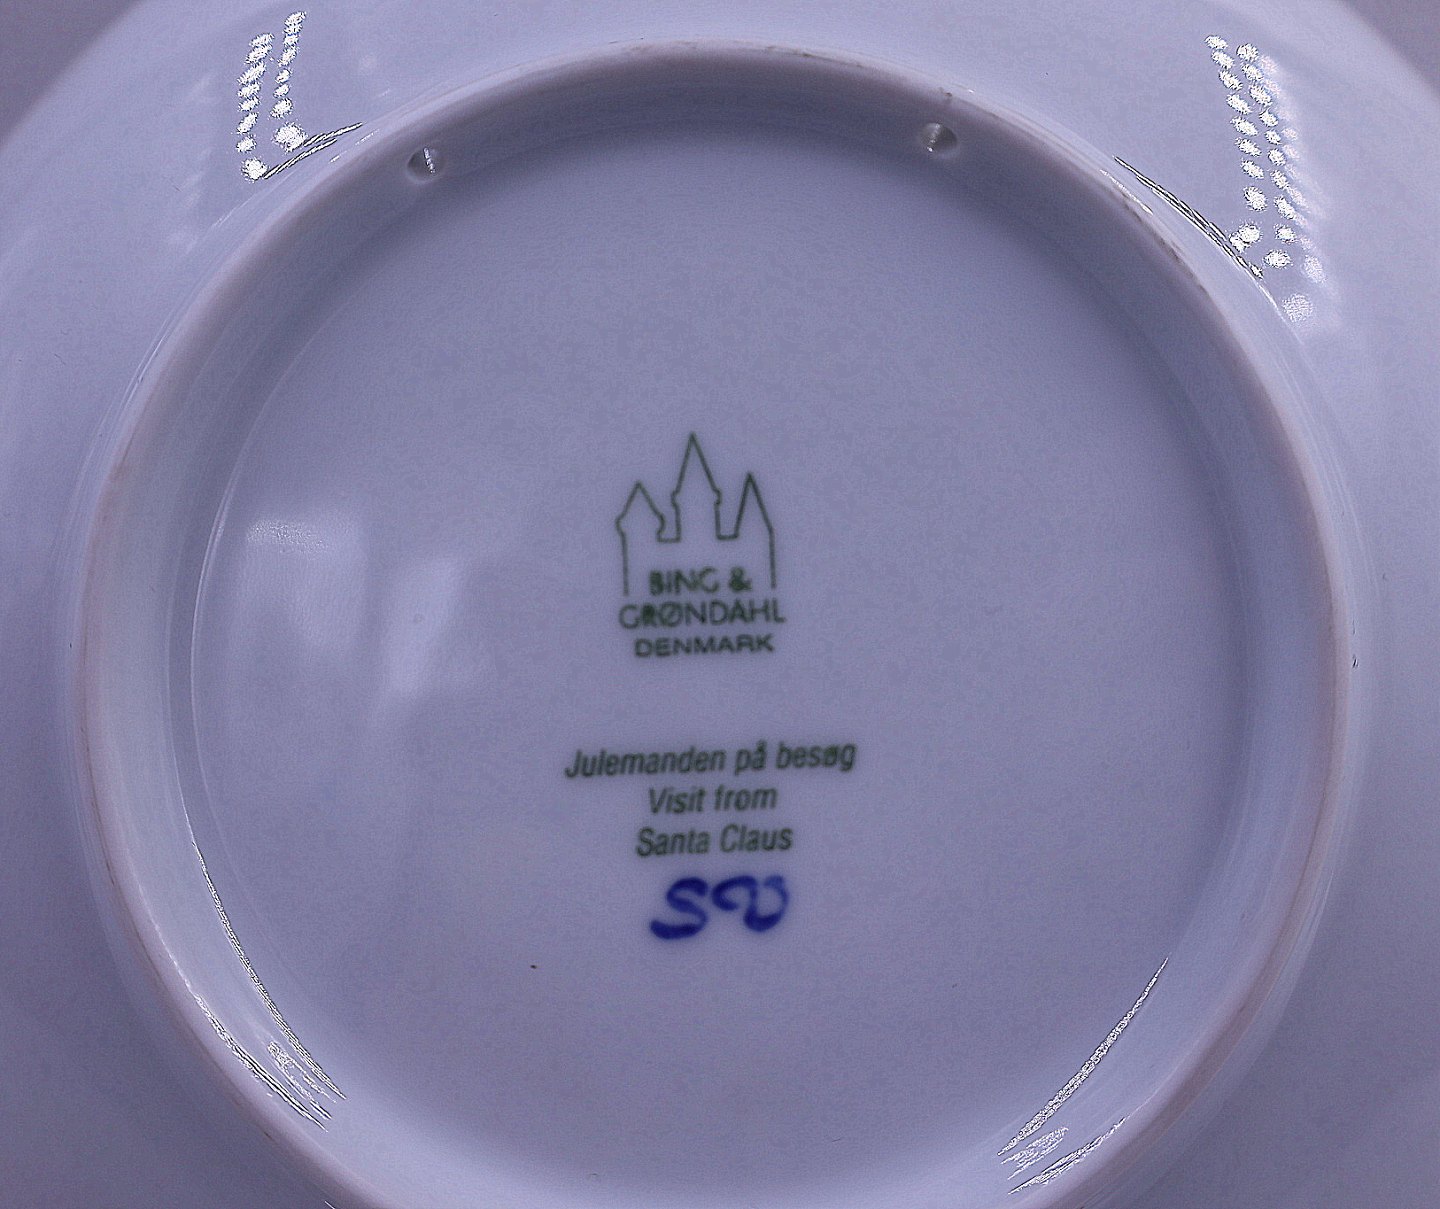 BING &
GRØNDAHL
DENMARK
Julemanden på besøg
Visit from
Santa Claus
SV